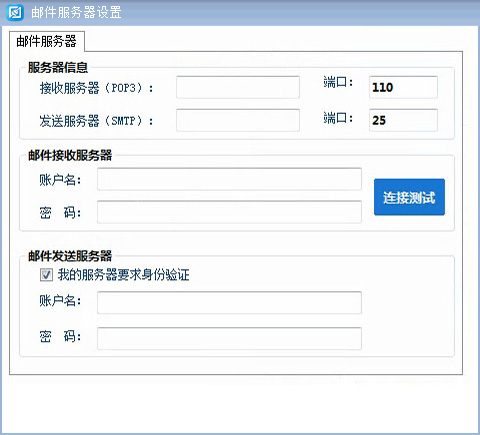 邮件服务器设置
邮件服务器
服务器信息
接收服务器（POP3）： 端口： 110
发送服务器（SMTP）： 端口： 25
邮件接收服务器
账户名：
密 码：
连接测试
邮件发送服务器
我的服务器要求身份验证
账户名：
密 码：